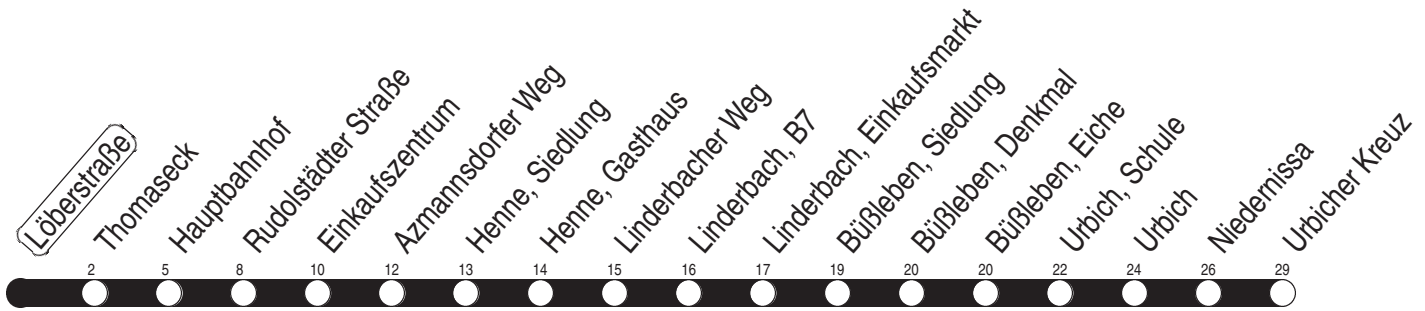 Löberstraße
Thomaseck
Hauptbahnhof
Rudolstädter Straße
Einkaufszentrum
Azmannsdorfer Weg
Henne, Siedlung
Henne, Gasthaus
Linderbacher Weg
Linderbach, B7
Linderbach, Einkaufsmarkt
Büßleben, Siedlung
Büßleben, Denkmal
Büßleben, Eiche
Urbich, Schule
Urbich
Niedernissa
Urbicher Kreuz
2 5 8 10 12 13 14 15 16 17 19 20 20 22 24 26 29